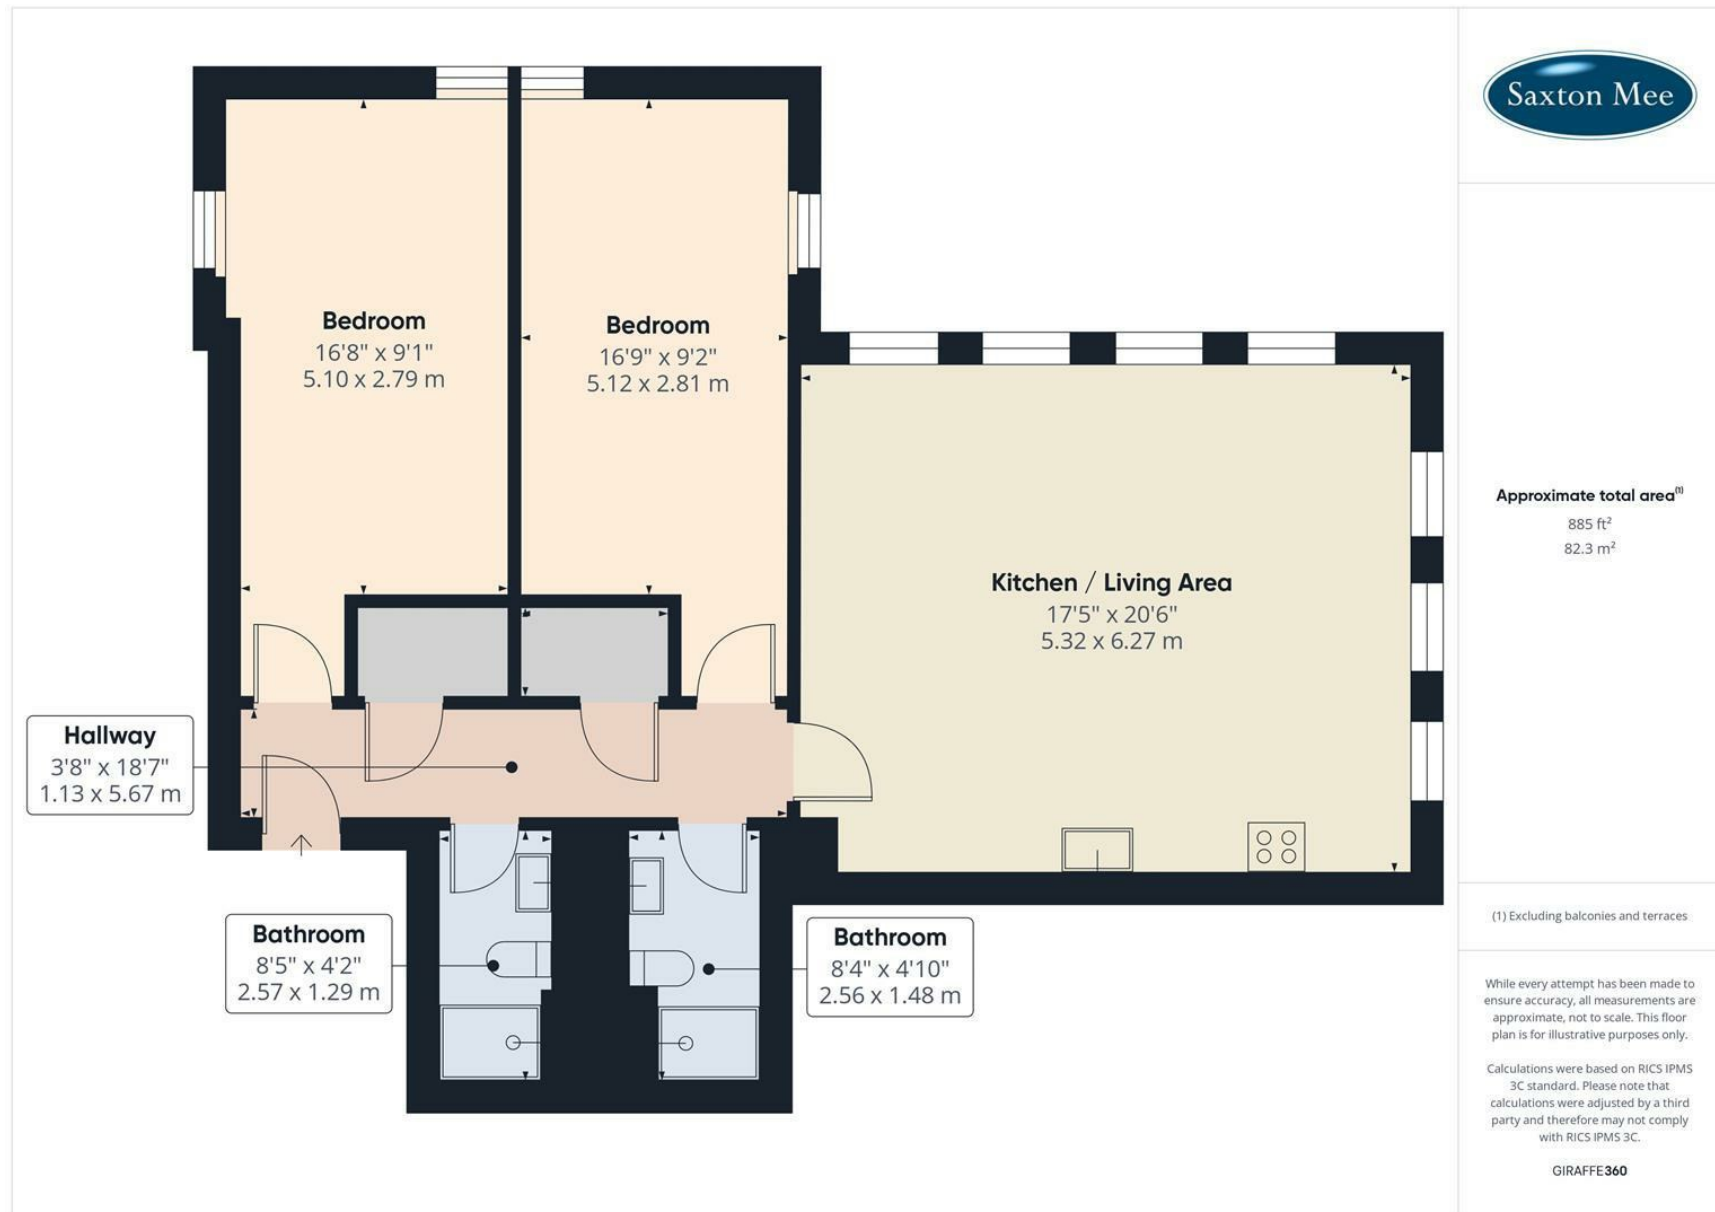 Saxton Mee
Bedroom
16'8" x 9'1"
5.10 x 2.79 m
Bedroom
16'9" x 9'2"
5.12 x 2.81 m
Kitchen / Living Area
17'5" x 20'6"
5.32 x 6.27 m
Hallway
3'8" x 18'7"
1.13 x 5.67 m
Bathroom
8'5" x 4'2"
2.57 x 1.29 m
Bathroom
8'4" x 4'10"
2.56 x 1.48 m
Approximate total area(1)
885 ft²
82.3 m²
(1) Excluding balconies and terraces
While every attempt has been made to
ensure accuracy, all measurements are
approximate, not to scale. This floor
plan is for illustrative purposes only.
Calculations were based on RICS IPMS
3C standard. Please note that
calculations were adjusted by a third
party and therefore may not comply
with RICS IPMS 3C.
GIRAFFE360